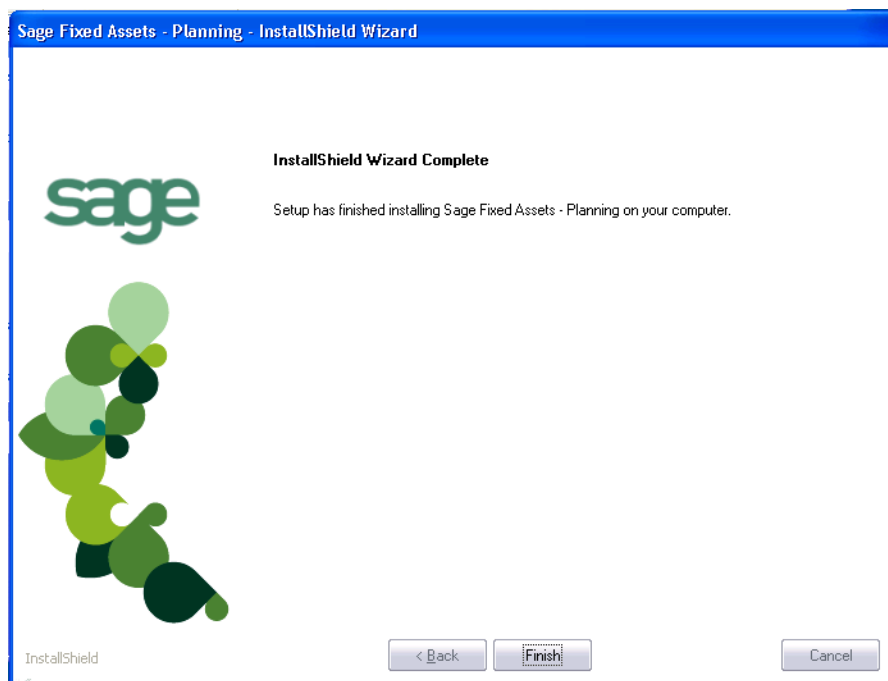 Sage Fixed Assets - Planning - InstallShield Wizard
InstallShield Wizard Complete
sage
Setup has finished installing Sage Fixed Assets - Planning on your computer.
InstallShield
< Back
Finish
Cancel